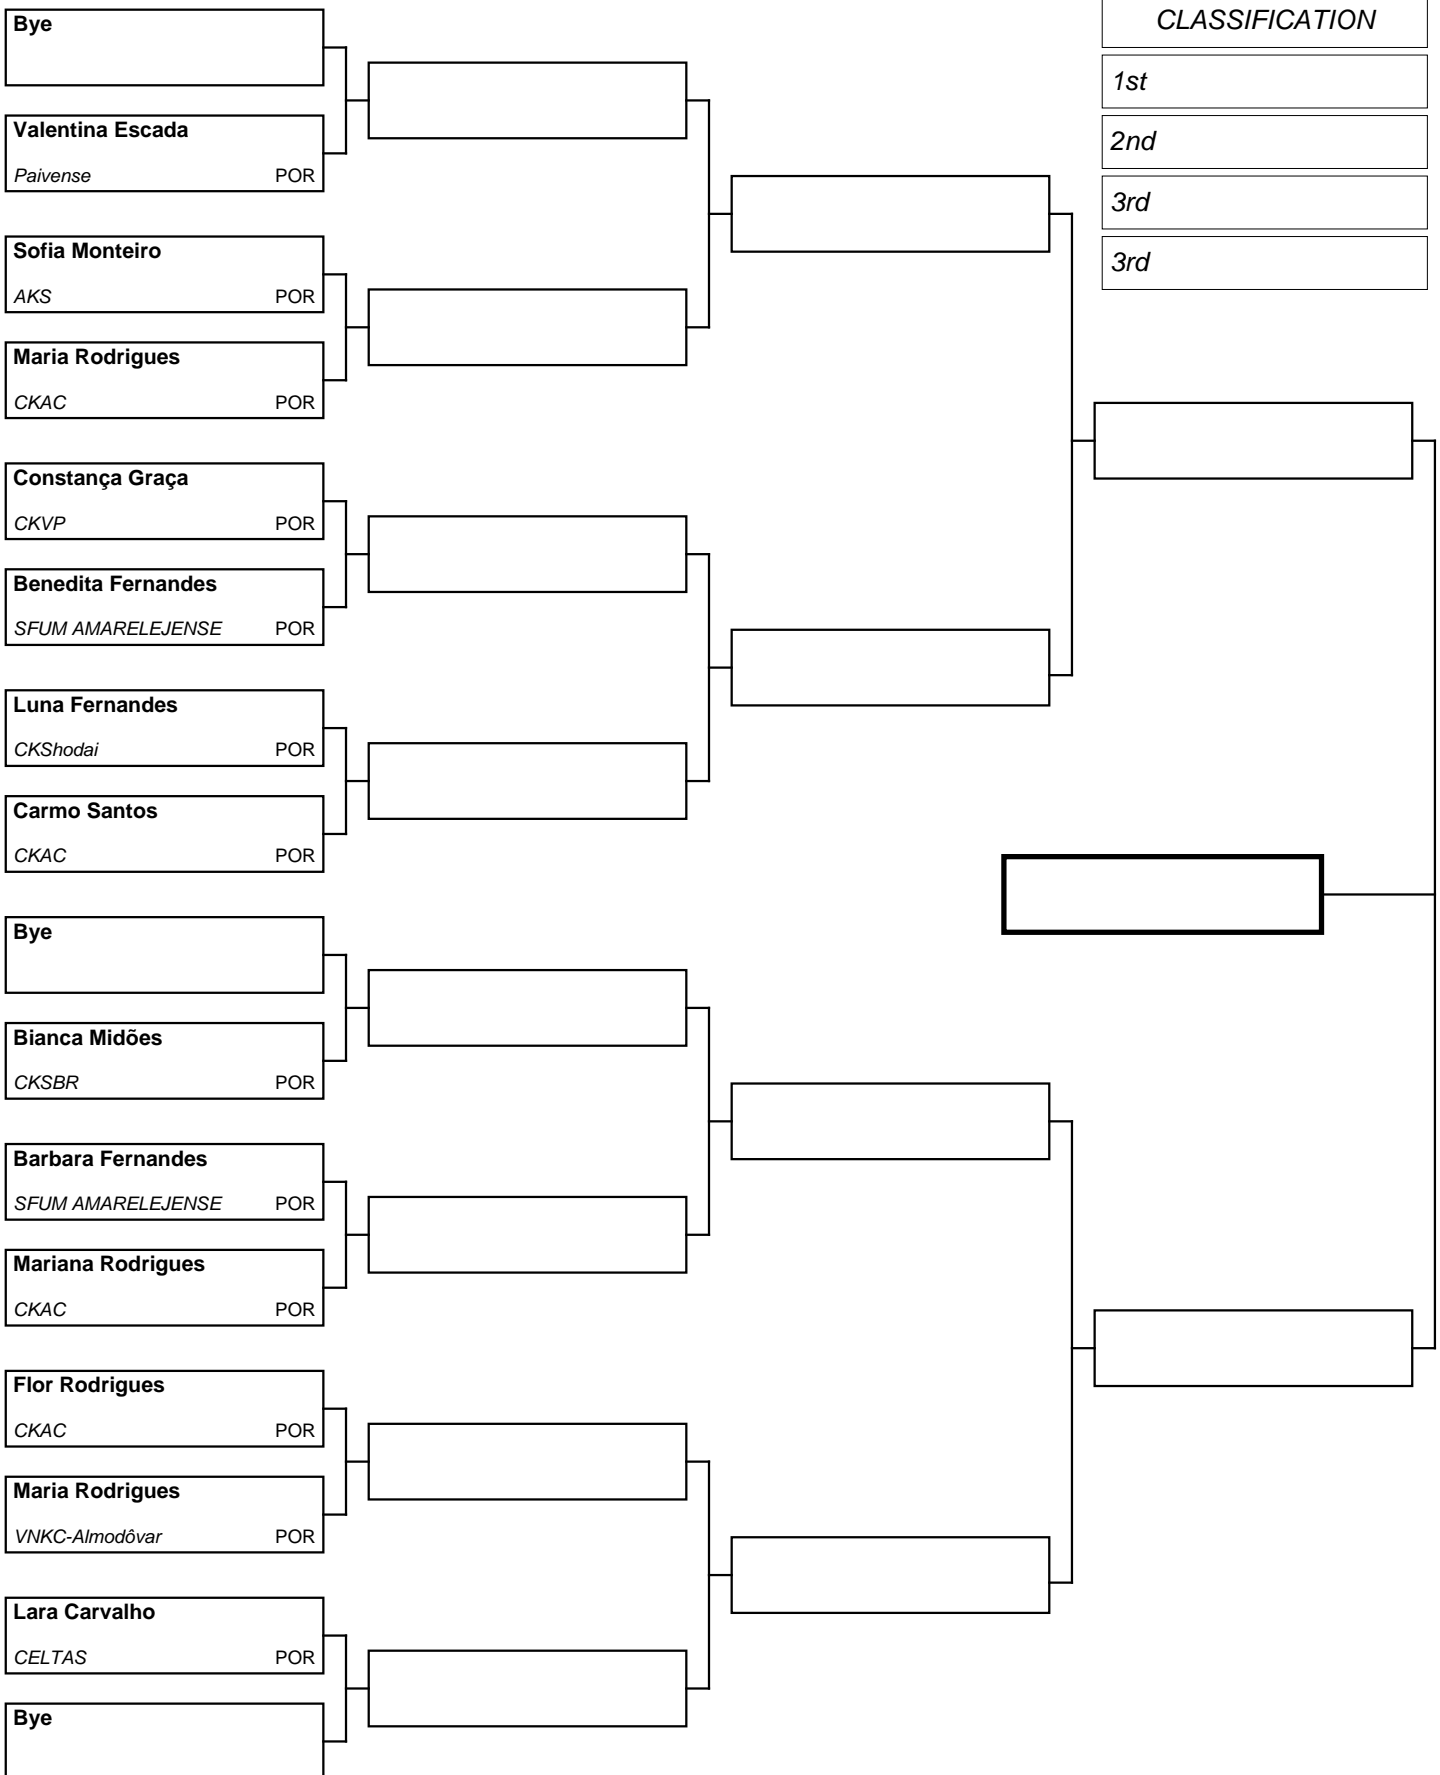 Bye
Valentina Escada
Paivense POR
Sofia Monteiro
AKS POR
Maria Rodrigues
CKAC POR
Constança Graça
CKVP POR
Benedita Fernandes
SFUM AMARELEJENSE POR
Luna Fernandes
CKShodai POR
Carmo Santos
CKAC POR
Bye
Bianca Midões
CKSBR POR
Barbara Fernandes
SFUM AMARELEJENSE POR
Mariana Rodrigues
CKAC POR
Flor Rodrigues
CKAC POR
Maria Rodrigues
VNKC-Almodôvar POR
Lara Carvalho
CELTAS POR
Bye
CLASSIFICATION
1st
2nd
3rd
3rd